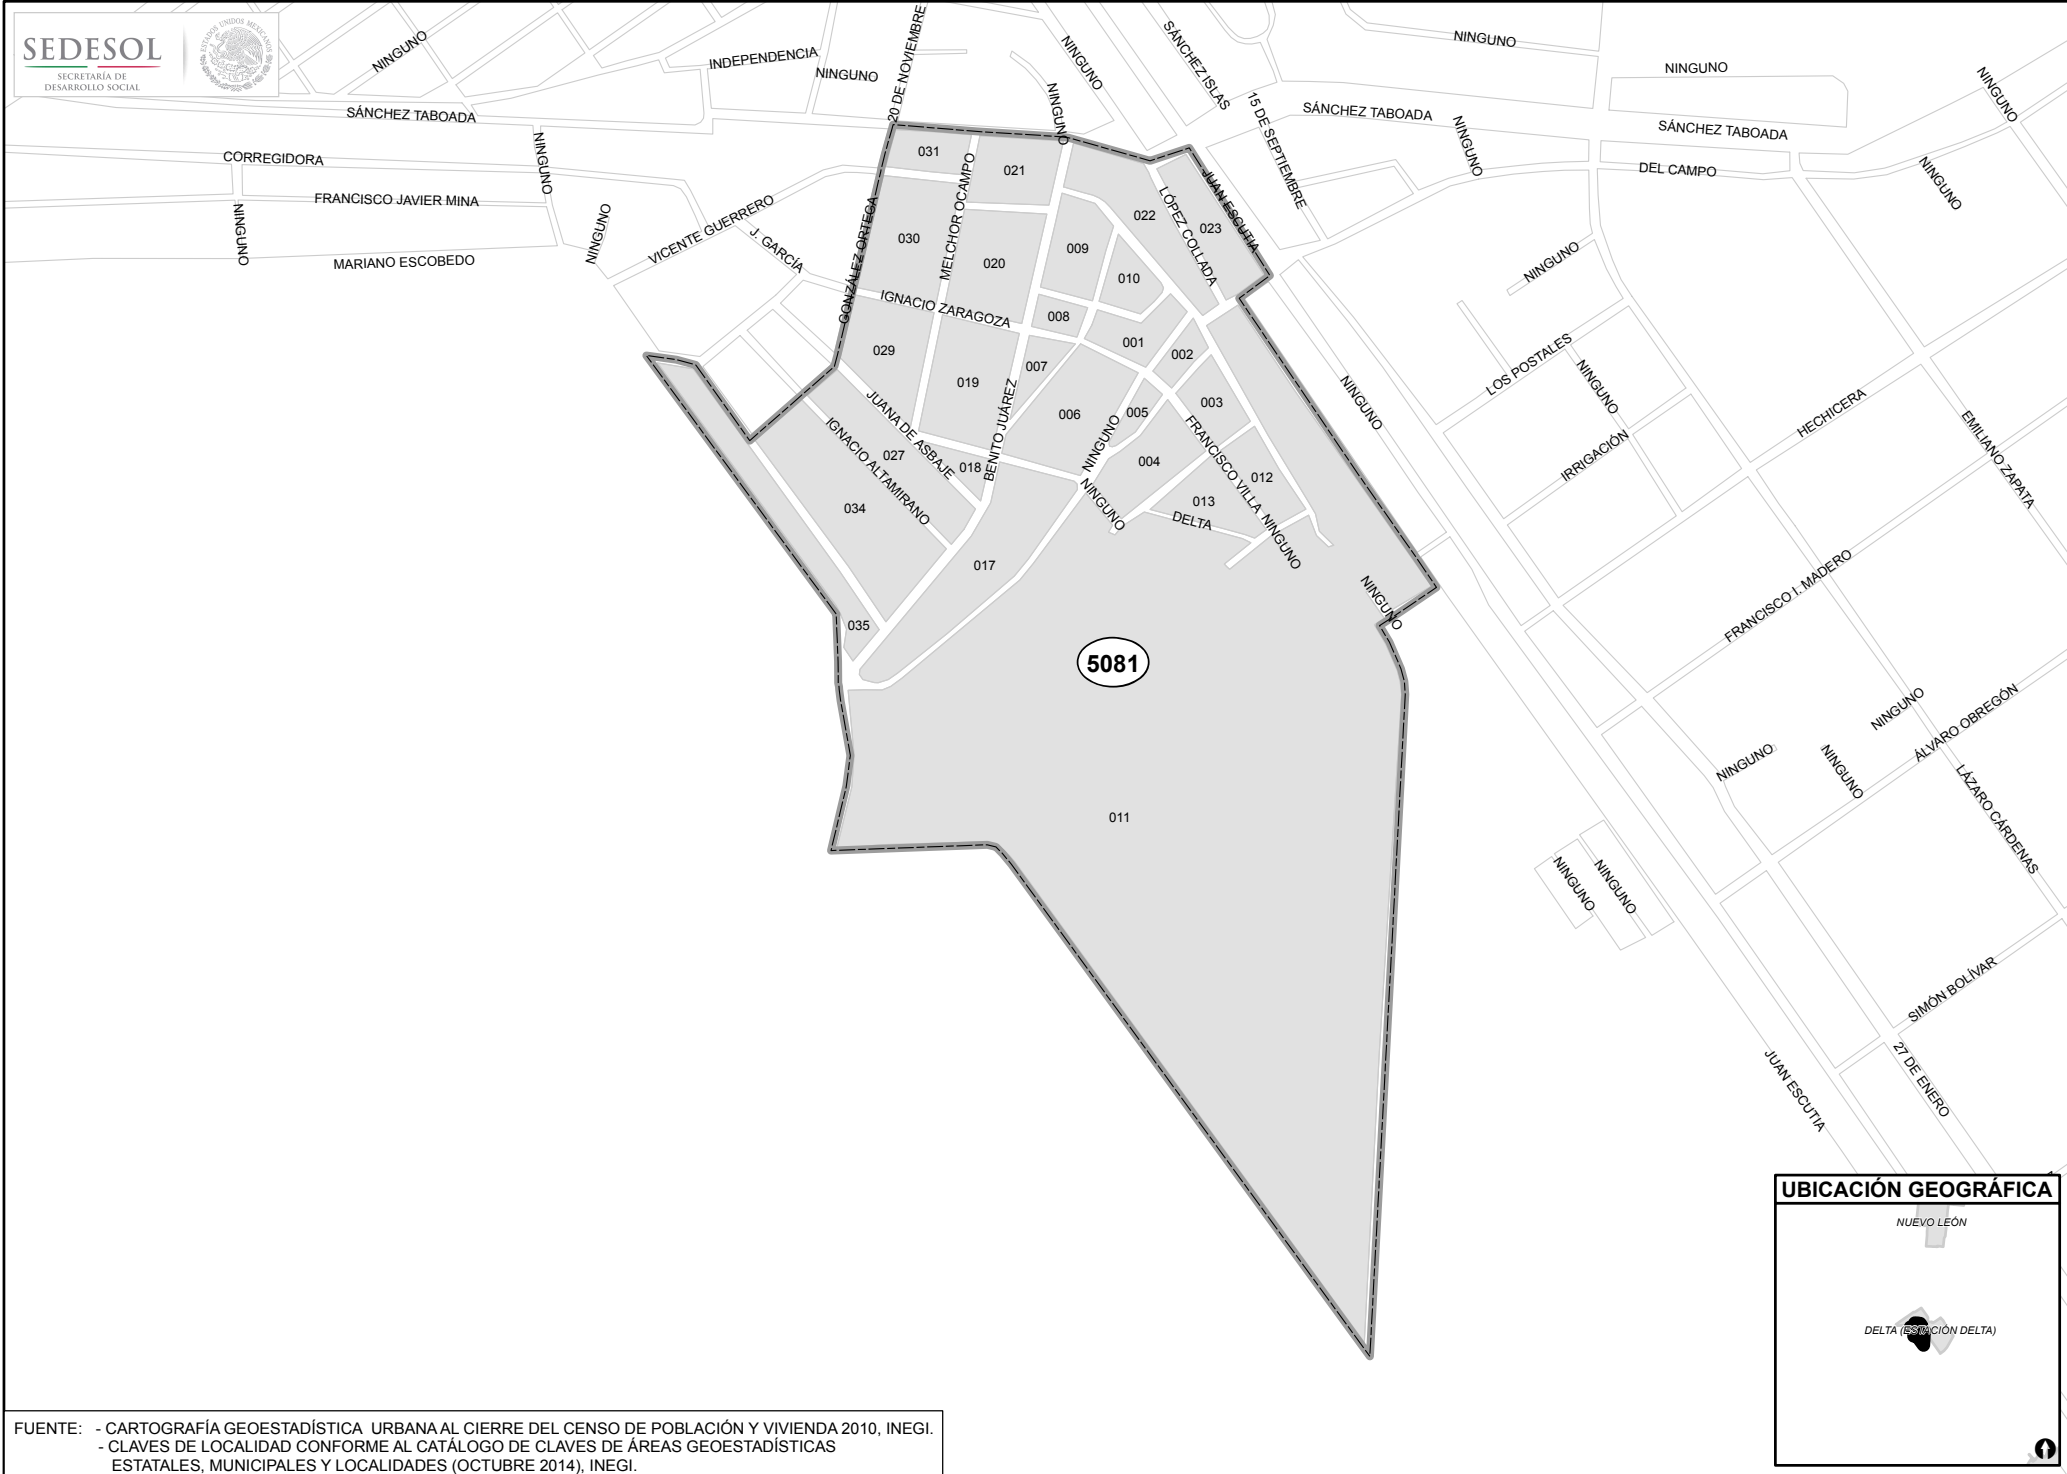 SEDESOL
SECRETARÍA DE
DESARROLLO SOCIAL
ESTADOS UNIDOS MEXICANOS
NINGUNO
INDEPENDENCIA
NINGUNO
20 DE NOVIEMBRE
NINGUNO
NINGUNO
SÁNCHEZ ISLAS
15 DE SEPTIEMBRE
NINGUNO
NINGUNO
NINGUNO
SÁNCHEZ TABOADA
SÁNCHEZ TABOADA
SÁNCHEZ TABOADA
NINGUNO
NINGUNO
DEL CAMPO
CORREGIDORA
NINGUNO
FRANCISCO JAVIER MINA
NINGUNO
NINGUNO
MARIANO ESCOBEDO
VICENTE GUERRERO
J. GARCÍA
GONZÁLEZ ORTEGA
MELCHOR OCAMPO
LÓPEZ COLLADA
JUAN ESCUTIA
031
021
022
023
030
020
009
010
IGNACIO ZARAGOZA
008
001
002
029
019
007
006
005
003
BENITO JUÁREZ
JUANA DE ASBAJE
IGNACIO ALTAMIRANO
027
018
NINGUNO
NINGUNO
FRANCISCO VILLA
004
012
013
DELTA
NINGUNO
034
017
035
NINGUNO
NINGUNO
5081
011
NINGUNO
LOS POSTALES
NINGUNO
IRRIGACIÓN
HECHICERA
EMILIANO ZAPATA
FRANCISCO I. MADERO
NINGUNO
ÁLVARO OBREGÓN
NINGUNO
NINGUNO
LÁZARO CÁRDENAS
NINGUNO
NINGUNO
SIMÓN BOLÍVAR
27 DE ENERO
JUAN ESCUTIA
UBICACIÓN GEOGRÁFICA
NUEVO LEÓN
DELTA (ESTACIÓN DELTA)
FUENTE: - CARTOGRAFÍA GEOESTADÍSTICA URBANA AL CIERRE DEL CENSO DE POBLACIÓN Y VIVIENDA 2010, INEGI.
- CLAVES DE LOCALIDAD CONFORME AL CATÁLOGO DE CLAVES DE ÁREAS GEOESTADÍSTICAS
ESTATALES, MUNICIPALES Y LOCALIDADES (OCTUBRE 2014), INEGI.